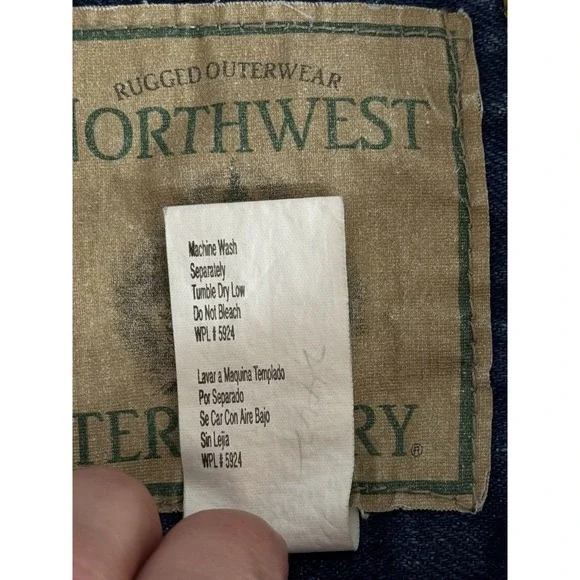 RUGGED OUTERWEAR
NORTHWEST
TER RY®
Machine Wash
Separately
Tumble Dry Low
Do Not Bleach
WPL # 5924
Lavar a Maquina Templado
Por Separado
Se Car Con Aire Bajo
Sin Lejia
WPL # 5924